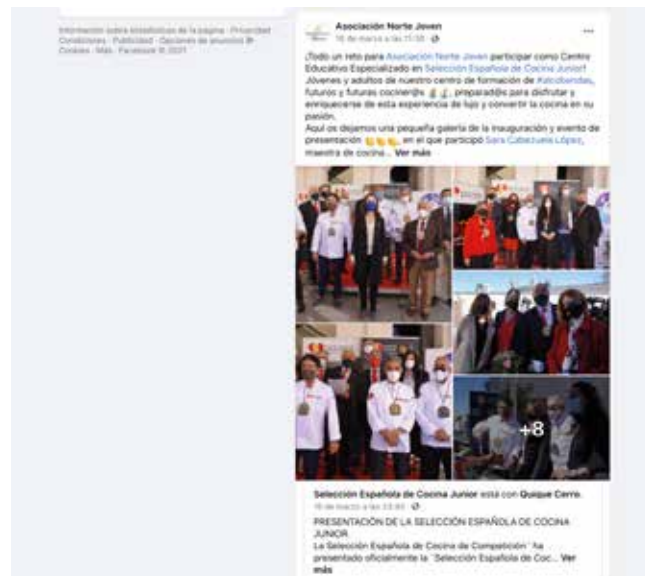 Información sobre estadísticas de la página · Privacidad
Condiciones · Publicidad · Opciones de anuncios
Cookies · Más · Facebook © 2021
Asociación Norte Joven
16 de marzo a las
¡Todo un reto para Asociación Norte Joven participar como Centro
Educativo Especializado en Selección Española de Cocina Junior!
Jóvenes y adultos de nuestro centro de formación de #alcobendas,
futuros y futuras cociner@s, preparad@s para disfrutar y
enriquecerse de esta experiencia de lujo y convertir la cocina en su
pasión.
Aquí os dejamos una pequeña galería de la inauguración y evento de
presentación, en el que participó Sara Cabezuela López,
maestra de cocina... Ver más
+8
Selección Española de Cocina Junior está con Quique Cerro.
de marzo a las
PRESENTACIÓN DE LA SELECCIÓN ESPAÑOLA DE COCINA
JUNIOR
La Selección Española de Cocina de Competición ha
presentado oficialmente la "Selección Española de Coc... Ver
más